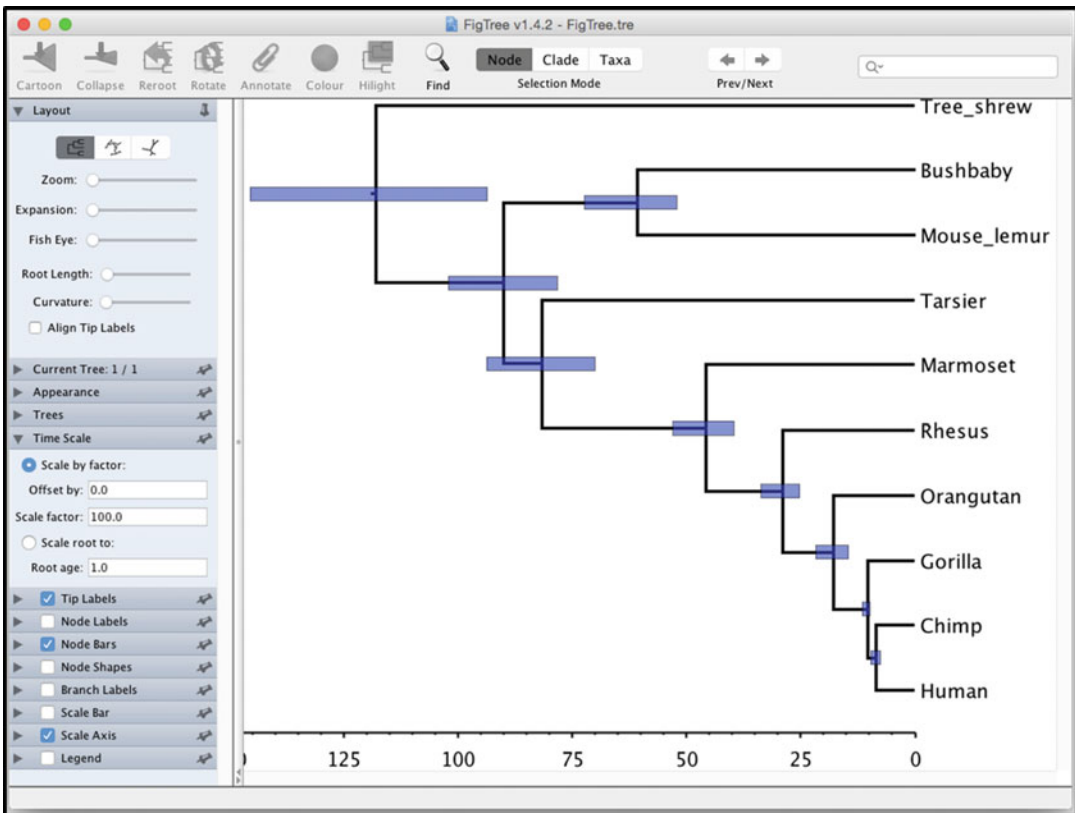 FigTree v1.4.2 - FigTree.tre
Cartoon Collapse Reroot Rotate Annotate Colour Hilight Find
Node Clade Taxa
Selection Mode
Prev/Next
Layout
Zoom:
Expansion:
Fish Eye:
Root Length:
Curvature:
Align Tip Labels
Current Tree: 1 / 1
Appearance
Trees
Time Scale
Scale by factor:
Offset by: 0.0
Scale factor: 100.0
Scale root to:
Root age: 1.0
Tip Labels
Node Labels
Node Bars
Node Shapes
Branch Labels
Scale Bar
Scale Axis
Legend
Tree_shrew
Bushbaby
Mouse_lemur
Tarsier
Marmoset
Rhesus
Orangutan
Gorilla
Chimp
Human
125 100 75 50 25 0